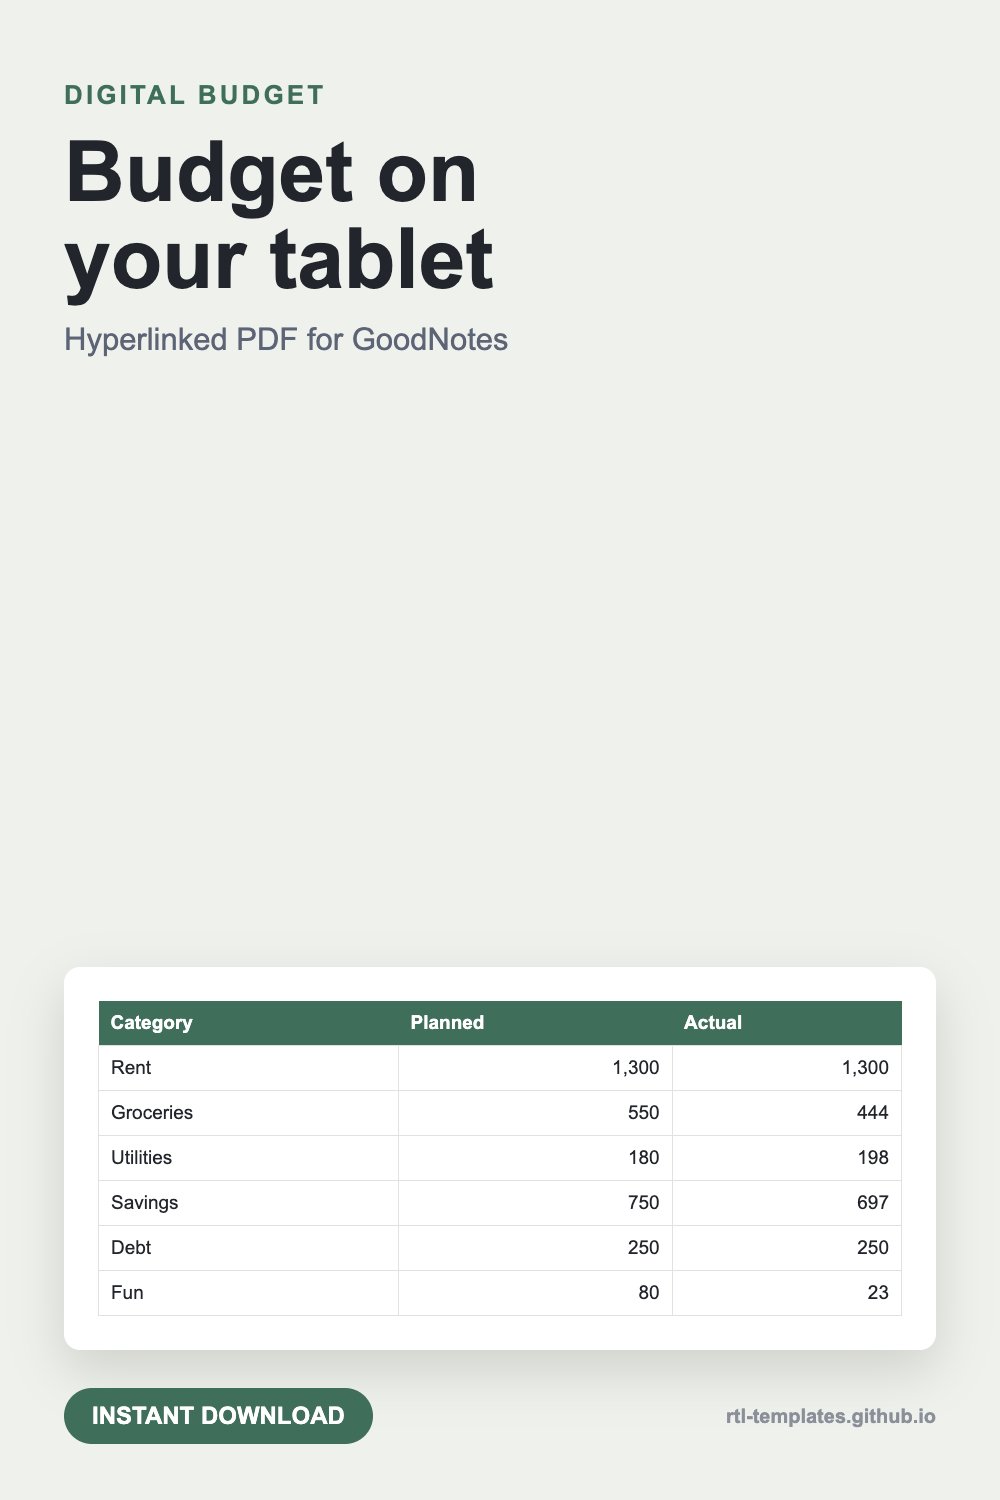 DIGITAL BUDGET
Budget on
your tablet
Hyperlinked PDF for GoodNotes
Category Planned Actual
Rent 1,300 1,300
Groceries 550 444
Utilities 180 198
Savings 750 697
Debt 250 250
Fun 80 23
INSTANT DOWNLOAD
rtl-templates.github.io